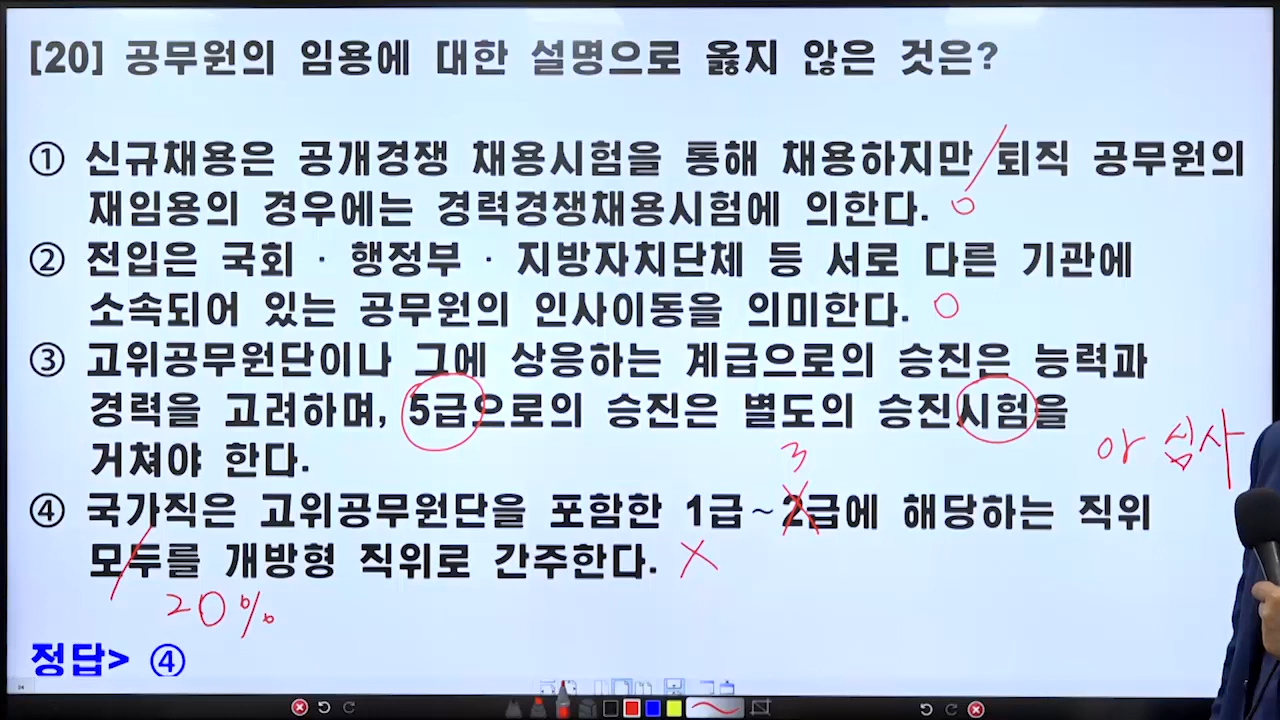 [20] 공무원의 임용에 대한 설명으로 옳지 않은 것은?
① 신규채용은 공개경쟁 채용시험을 통해 채용하지만 퇴직 공무원의
재임용의 경우에는 경력경쟁채용시험에 의한다.
② 전입은 국회 · 행정부 · 지방자치단체 등 서로 다른 기관에
소속되어 있는 공무원의 인사이동을 의미한다.
③ 고위공무원단이나 그에 상응하는 계급으로의 승진은 능력과
경력을 고려하며, 5급으로의 승진은 별도의 승진시험을
거쳐야 한다.
심사
3
④ 국가직은 고위공무원단을 포함한 1급~2급에 해당하는 직위
모두를 개방형 직위로 간주한다.
20%
정답> ④